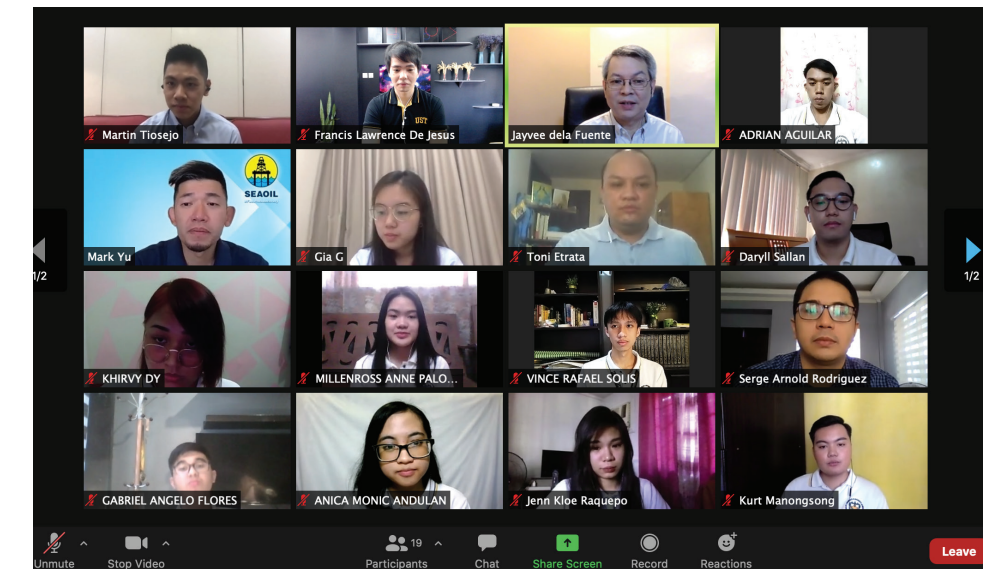 Martin Tiosejo
Francis Lawrence De Jesus
UST
Jayvee dela Fuente
ADRIAN AGUILAR
Mark Yu
SEAOIL
Gia G
Toni Etrata
Daryll Sallan
1/2
1/2
KHIRVY DY
MILLENROSS ANNE PALO...
VINCE RAFAEL SOLIS
Serge Arnold Rodriguez
GABRIEL ANGELO FLORES
ANICA MONIC ANDULAN
Jenn Kloe Raquepo
Kurt Manongsong
Unmute
Stop Video
19
Participants
Chat
Share Screen
Record
Reactions
Leave